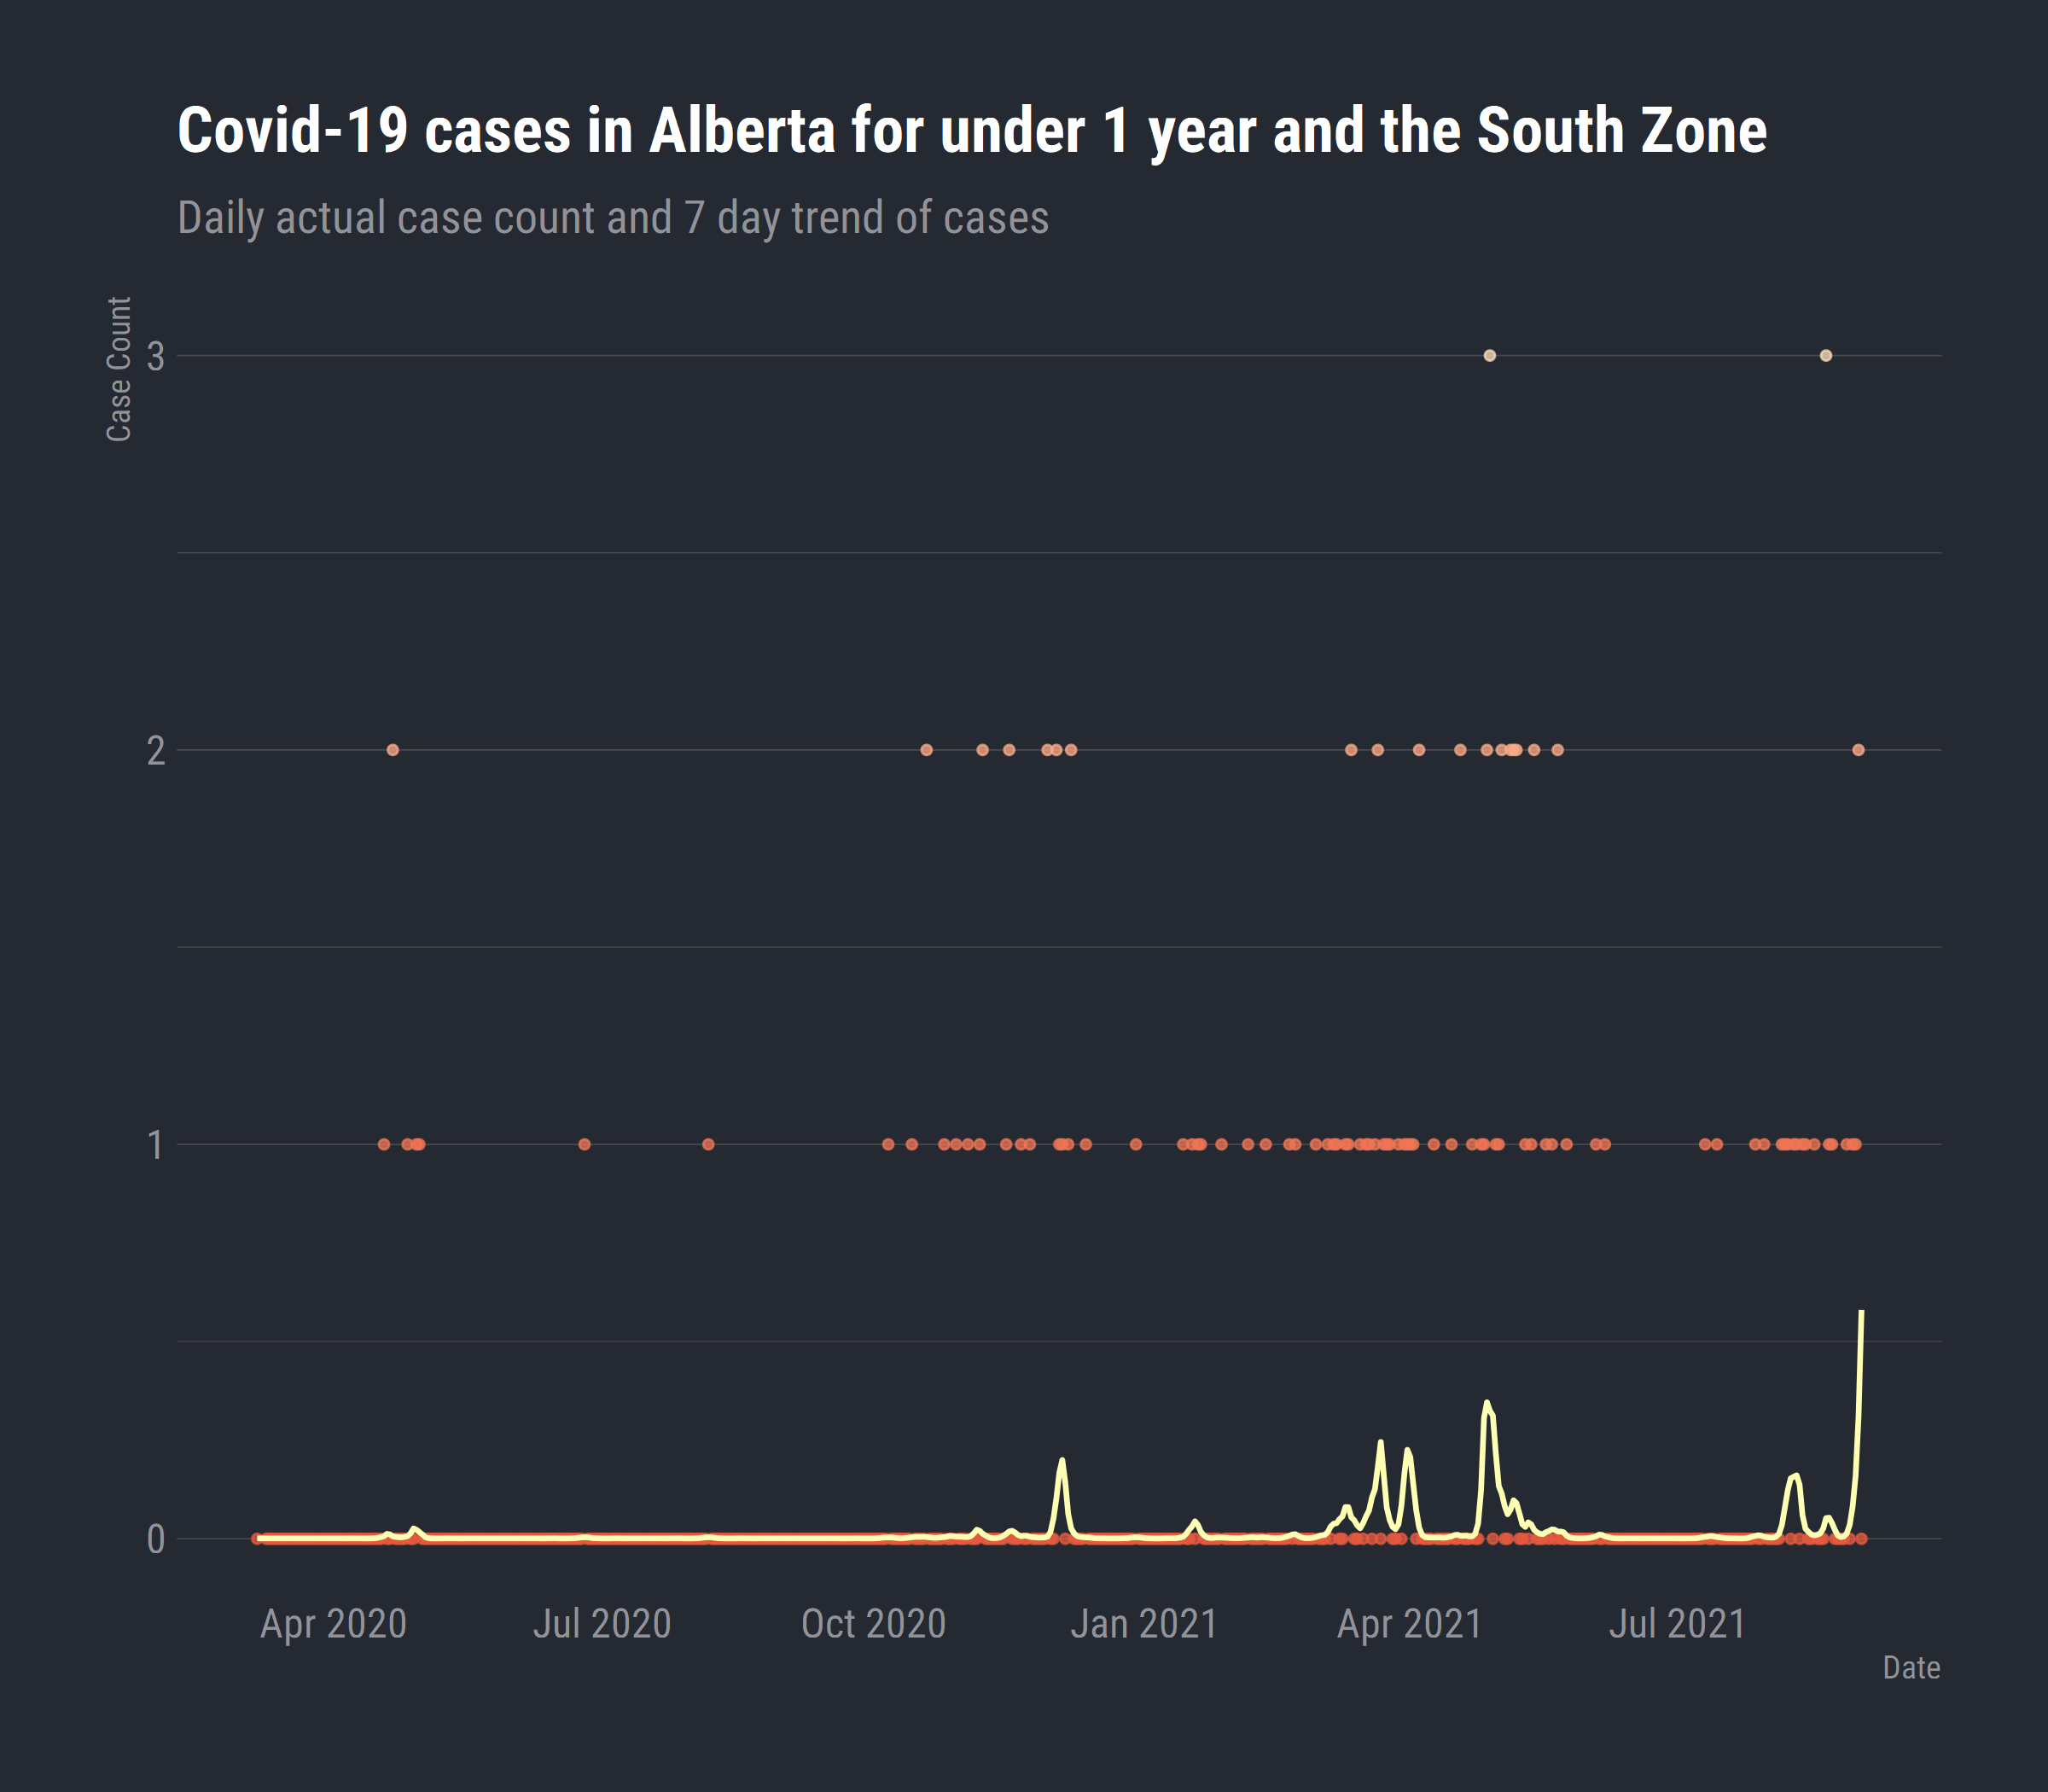 Covid-19 cases in Alberta for under 1 year and the South Zone
Daily actual case count and 7 day trend of cases
Case Count
3
2
1
0
Apr 2020
Jul 2020
Oct 2020
Jan 2021
Apr 2021
Jul 2021
Date